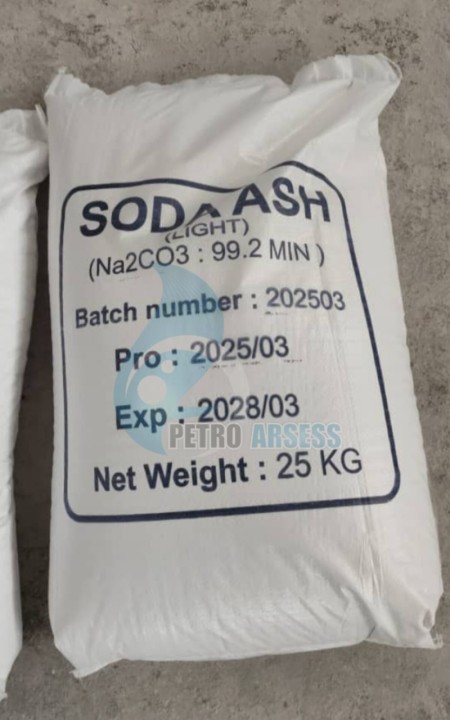 SODA ASH
(LIGHT)
(Na2CO3 : 99.2 MIN )
Batch number : 202503
Pro : 2025/03
Exp : 2028/03
PETRO ARSESS
Net Weight : 25 KG